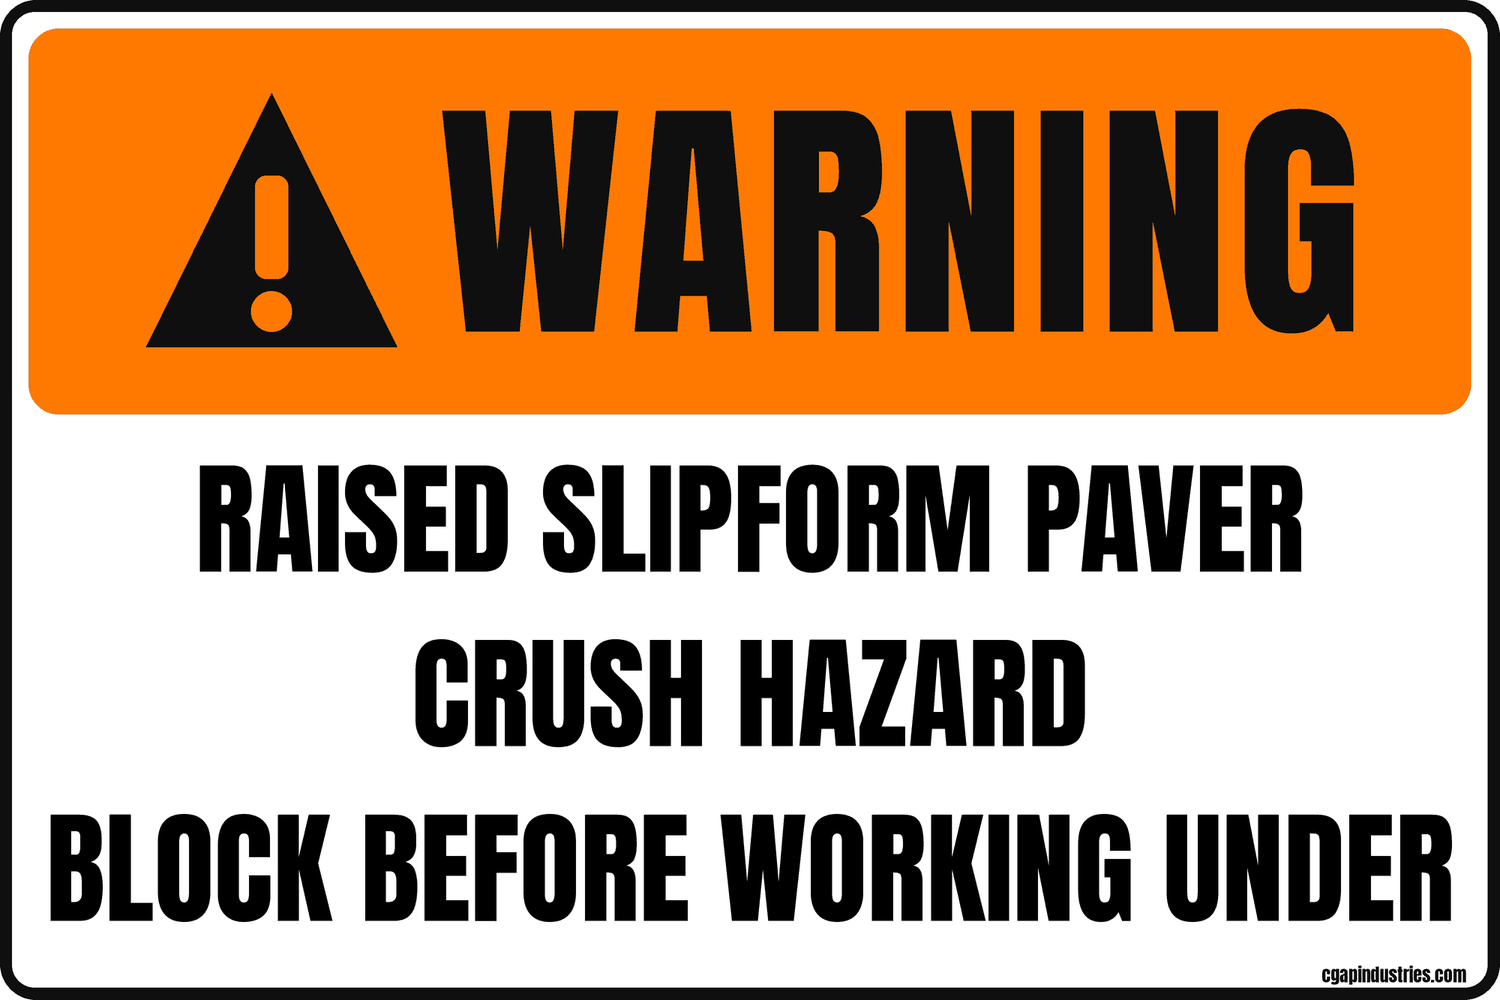 WARNING
RAISED SLIPFORM PAVER
CRUSH HAZARD
BLOCK BEFORE WORKING UNDER
cgapindustries.com